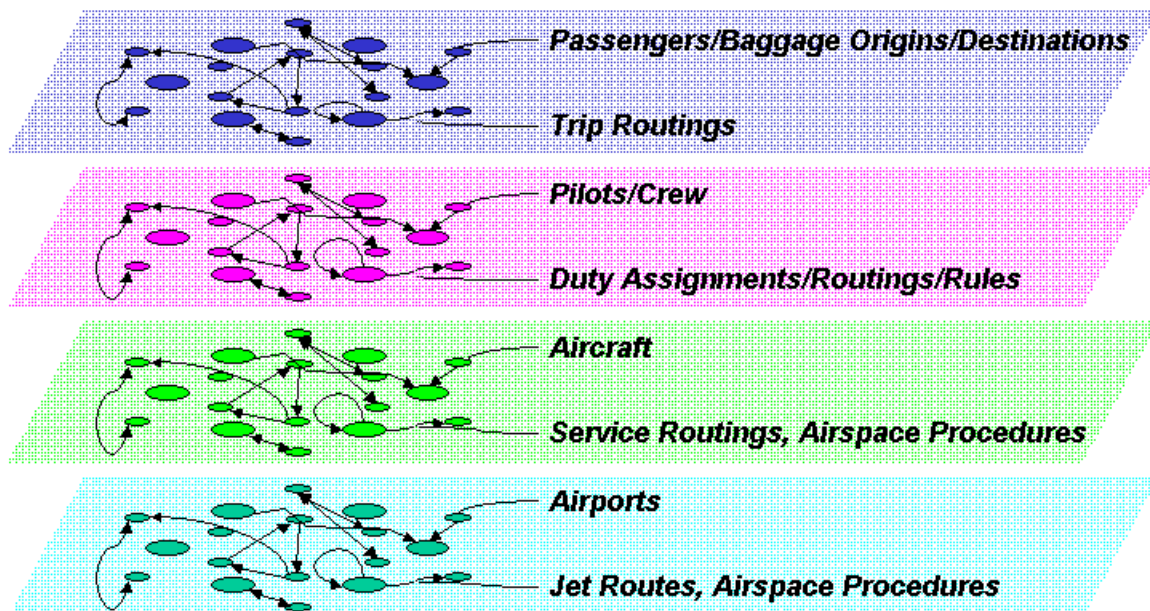 Passengers/Baggage Origins/Destinations
Trip Routings
Pilots/Crew
Duty Assignments/Routings/Rules
Aircraft
Service Routings, Airspace Procedures
Airports
Jet Routes, Airspace Procedures